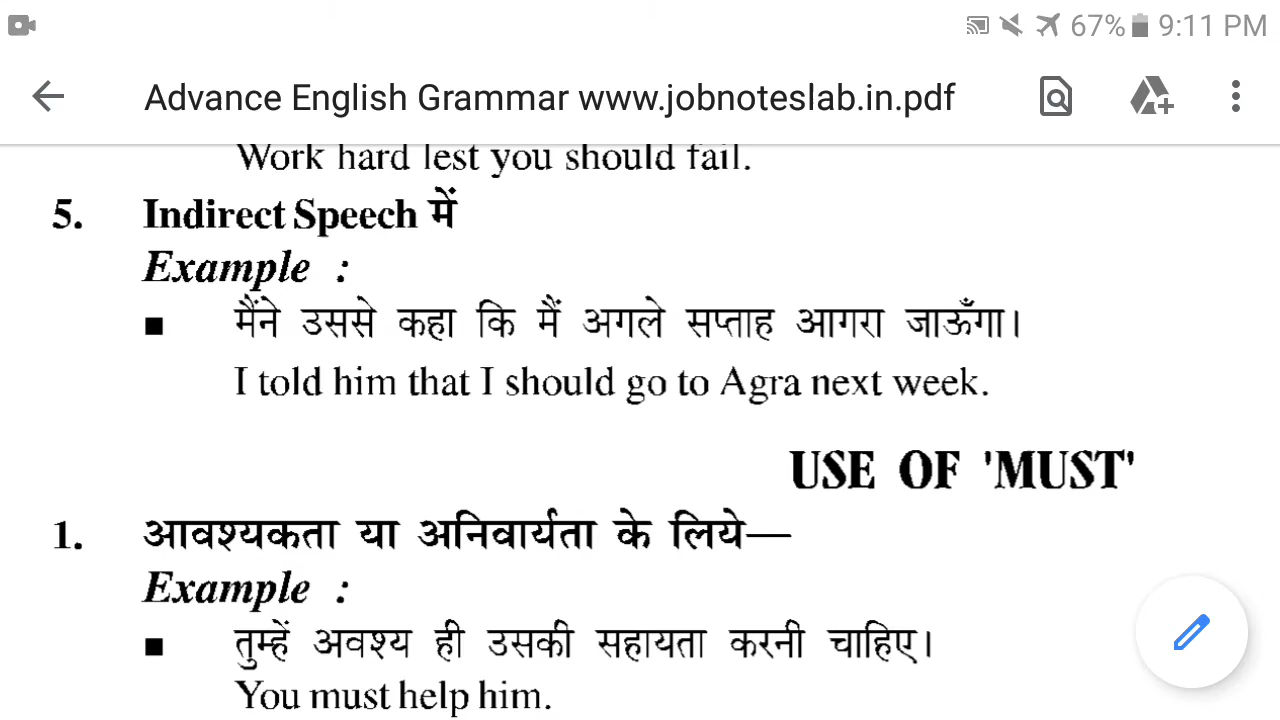 67% 9:11 PM
Advance English Grammar www.jobnoteslab.in.pdf
Work hard lest you should fail.
5. Indirect Speech में
Example :
■ मैंने उससे कहा कि मैं अगले सप्ताह आगरा जाऊँगा।
I told him that I should go to Agra next week.
USE OF 'MUST'
1. आवश्यकता या अनिवार्यता के लिये—
Example :
■ तुम्हें अवश्य ही उसकी सहायता करनी चाहिए।
You must help him.